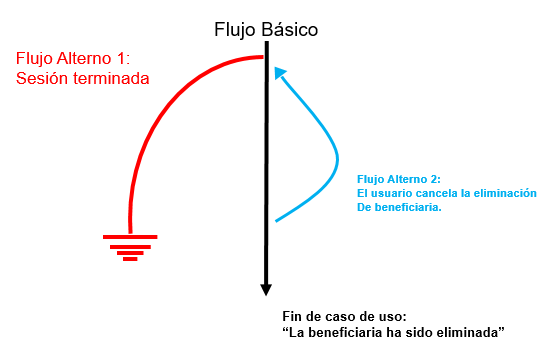 Flujo Básico
Flujo Alterno 1:
Sesión terminada
Flujo Alterno 2:
El usuario cancela la eliminación
De beneficiaria.
Fin de caso de uso:
“La beneficiaria ha sido eliminada”